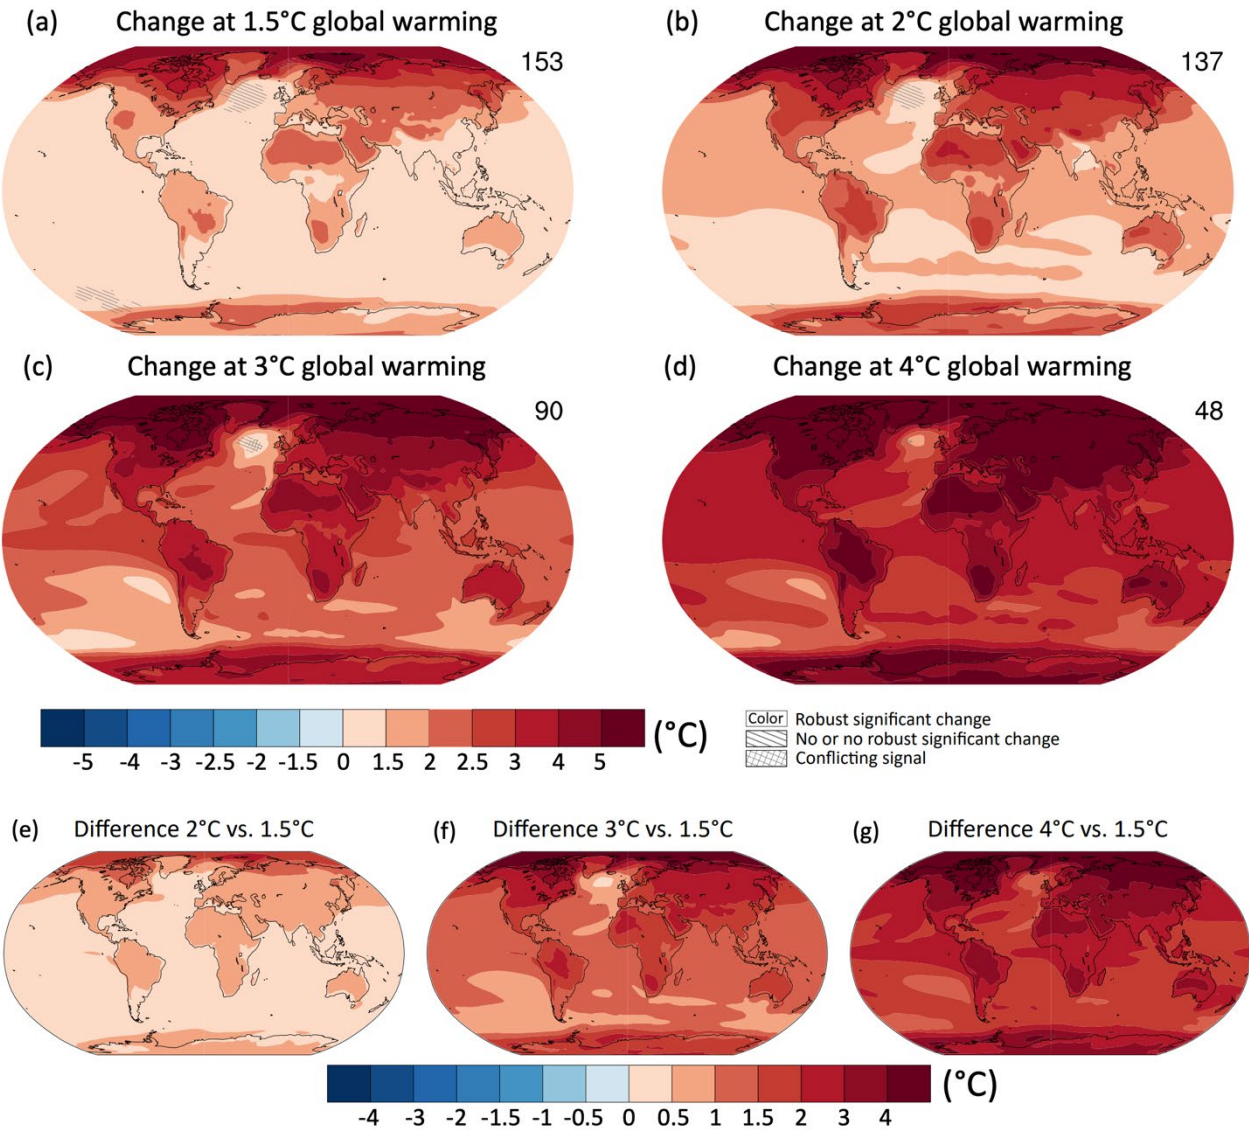 (a) Change at 1.5°C global warming
153
(b) Change at 2°C global warming
137
(c) Change at 3°C global warming
90
(d) Change at 4°C global warming
48
-5 -4 -3 -2.5 -2 -1.5 0 1.5 2 2.5 3 4 5 (°C)
Color Robust significant change
No or no robust significant change
Conflicting signal
(e) Difference 2°C vs. 1.5°C
(f) Difference 3°C vs. 1.5°C
(g) Difference 4°C vs. 1.5°C
-4 -3 -2 -1.5 -1 -0.5 0 0.5 1 1.5 2 3 4 (°C)